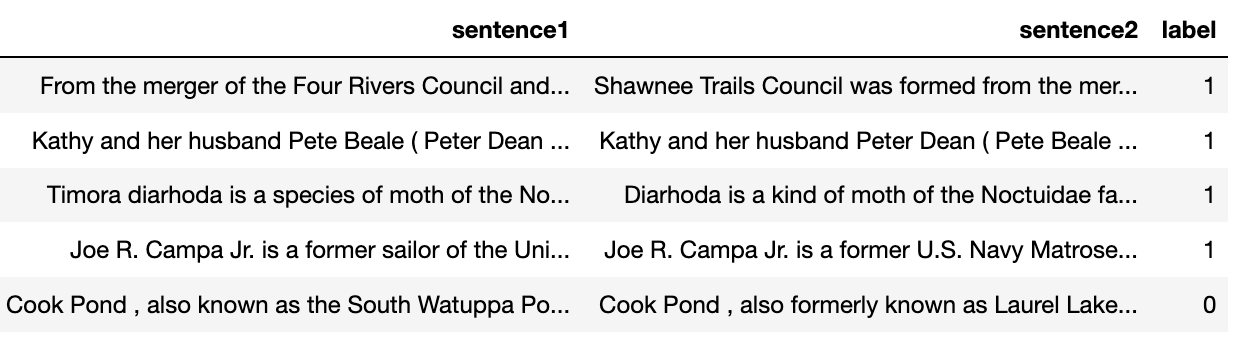 sentence1 sentence2 label
From the merger of the Four Rivers Council and... Shawnee Trails Council was formed from the mer... 1
Kathy and her husband Pete Beale ( Peter Dean ... Kathy and her husband Peter Dean ( Pete Beale ... 1
Timora diarhoda is a species of moth of the No... Diarhoda is a kind of moth of the Noctuidae fa... 1
Joe R. Campa Jr. is a former sailor of the Uni... Joe R. Campa Jr. is a former U.S. Navy Matrose... 1
Cook Pond , also known as the South Watuppa Po... Cook Pond , also formerly known as Laurel Lake... 0